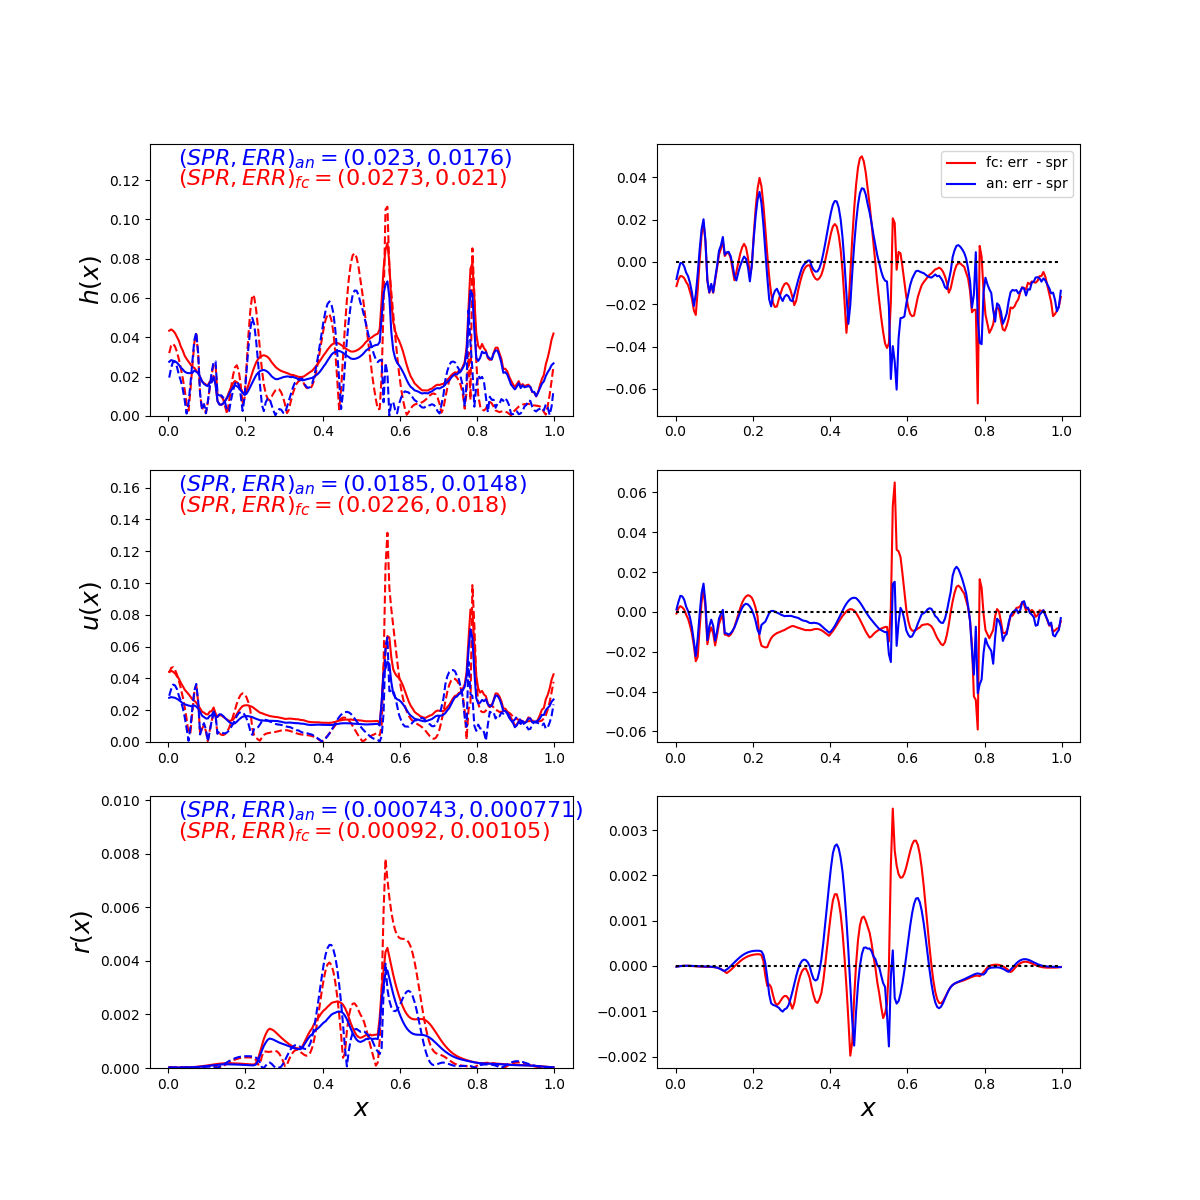 (SPR, ERR)an = (0.023, 0.0176)
(SPR, ERR)fc = (0.0273, 0.021)
h(x)
0.12
0.10
0.08
0.06
0.04
0.02
0.00
0.0 0.2 0.4 0.6 0.8 1.0
fc: err - spr
an: err - spr
0.04
0.02
0.00
−0.02
−0.04
−0.06
0.0 0.2 0.4 0.6 0.8 1.0
(SPR, ERR)an = (0.0185, 0.0148)
(SPR, ERR)fc = (0.0226, 0.018)
u(x)
0.16
0.14
0.12
0.10
0.08
0.06
0.04
0.02
0.00
0.0 0.2 0.4 0.6 0.8 1.0
0.06
0.04
0.02
0.00
−0.02
−0.04
−0.06
0.0 0.2 0.4 0.6 0.8 1.0
(SPR, ERR)an = (0.000743, 0.000771)
(SPR, ERR)fc = (0.00092, 0.00105)
r(x)
0.010
0.008
0.006
0.004
0.002
0.000
0.0 0.2 0.4 0.6 0.8 1.0
x
0.003
0.002
0.001
0.000
−0.001
−0.002
0.0 0.2 0.4 0.6 0.8 1.0
x